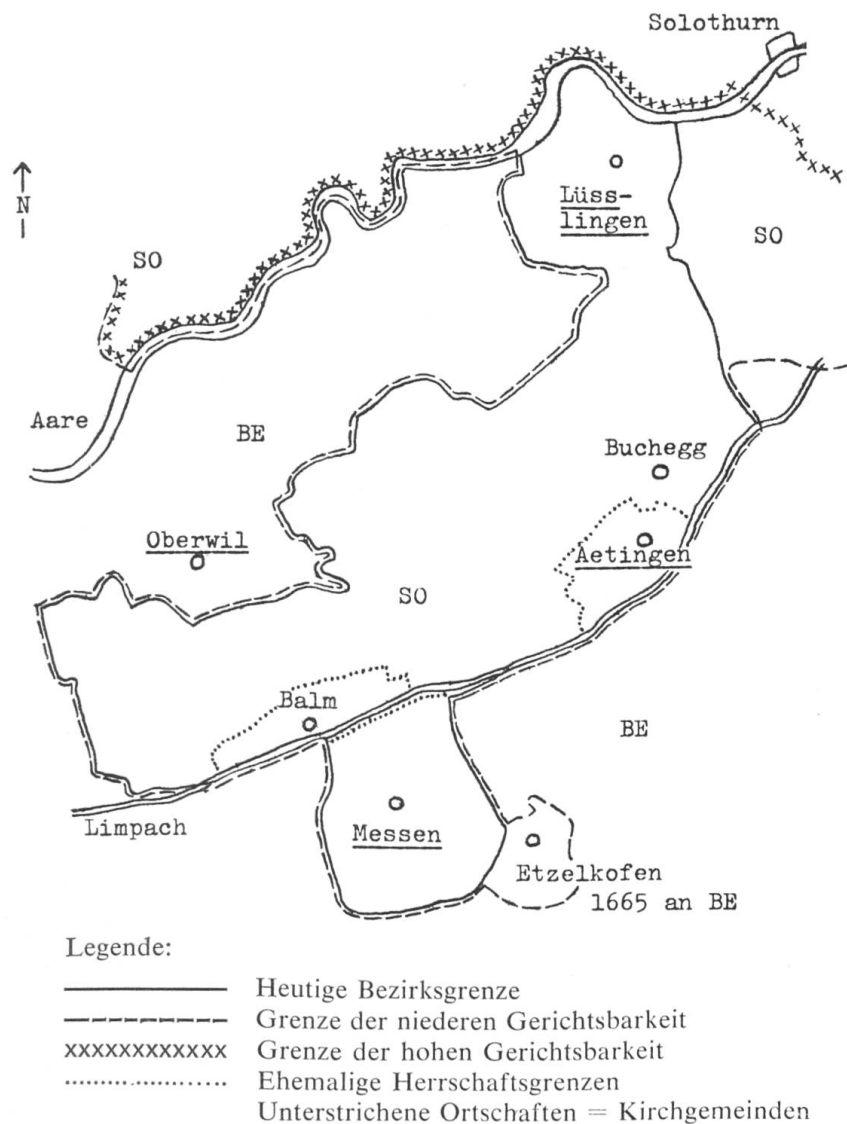 Solothurn
N
Lüss-
lingen
SO
SO
Aare
BE
Buchegg
Oberwil
Aetingen
SO
Balm
BE
Limpach
Messen
Etzelkofen
1665 an BE
Legende:
Heutige Bezirksgrenze
Grenze der niederen Gerichtsbarkeit
xxxxxxxxxxxxx Grenze der hohen Gerichtsbarkeit
Ehemalige Herrschaftsgrenzen
Unterstrichene Ortschaften = Kirchgemeinden